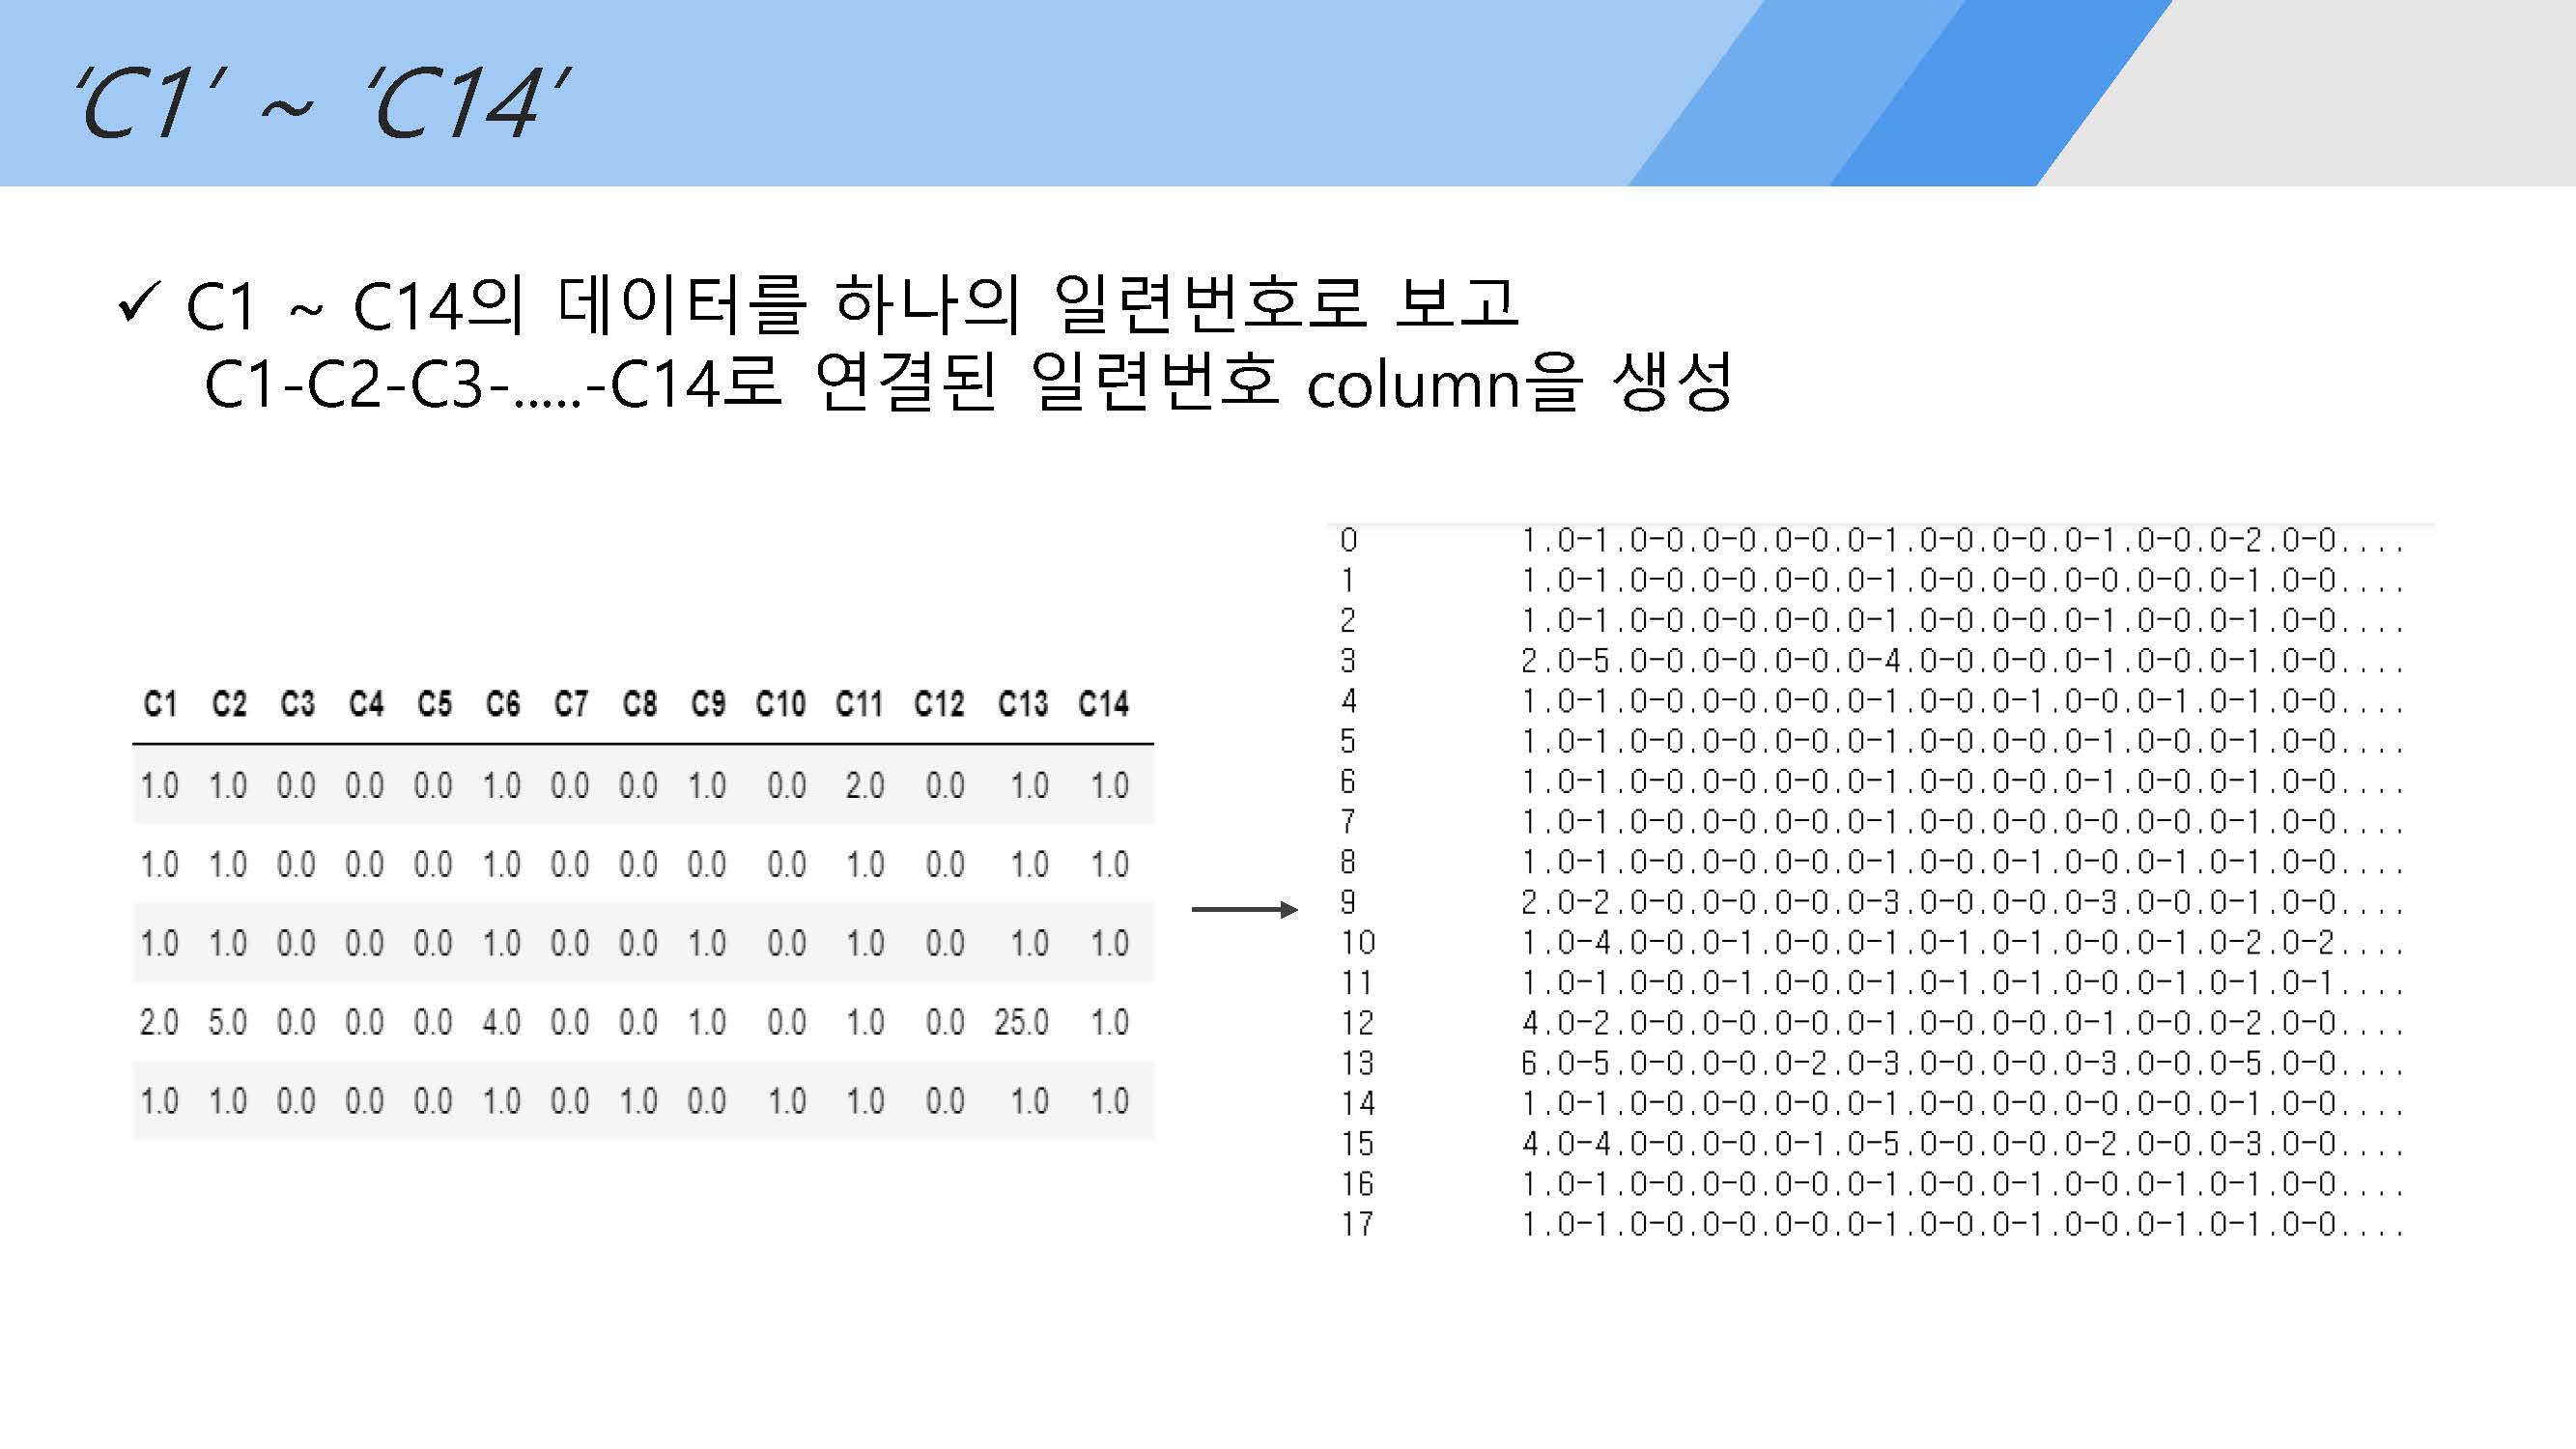 ‘C1’ ~ ‘C14’
✓ C1 ~ C14의 데이터를 하나의 일련번호로 보고
C1-C2-C3-.....-C14로 연결된 일련번호 column을 생성
C1 C2 C3 C4 C5 C6 C7 C8 C9 C10 C11 C12 C13 C14
1.0 1.0 0.0 0.0 0.0 1.0 0.0 0.0 1.0 0.0 2.0 0.0 1.0 1.0
1.0 1.0 0.0 0.0 0.0 1.0 0.0 0.0 0.0 0.0 1.0 0.0 1.0 1.0
1.0 1.0 0.0 0.0 0.0 1.0 0.0 0.0 1.0 0.0 1.0 0.0 1.0 1.0
2.0 5.0 0.0 0.0 0.0 4.0 0.0 0.0 1.0 0.0 1.0 0.0 25.0 1.0
1.0 1.0 0.0 0.0 0.0 1.0 0.0 1.0 0.0 1.0 1.0 0.0 1.0 1.0
0 1.0-1.0-0.0-0.0-0.0-1.0-0.0-0.0-1.0-0.0-2.0-0....
1 1.0-1.0-0.0-0.0-0.0-1.0-0.0-0.0-0.0-0.0-1.0-0....
2 1.0-1.0-0.0-0.0-0.0-1.0-0.0-0.0-1.0-0.0-1.0-0....
3 2.0-5.0-0.0-0.0-0.0-4.0-0.0-0.0-1.0-0.0-1.0-0....
4 1.0-1.0-0.0-0.0-0.0-1.0-0.0-1.0-0.0-1.0-1.0-0....
5 1.0-1.0-0.0-0.0-0.0-1.0-0.0-0.0-1.0-0.0-1.0-0....
6 1.0-1.0-0.0-0.0-0.0-1.0-0.0-0.0-1.0-0.0-1.0-0....
7 1.0-1.0-0.0-0.0-0.0-1.0-0.0-0.0-0.0-0.0-1.0-0....
8 1.0-1.0-0.0-0.0-0.0-1.0-0.0-1.0-0.0-1.0-1.0-0....
9 2.0-2.0-0.0-0.0-0.0-3.0-0.0-0.0-3.0-0.0-1.0-0....
10 1.0-4.0-0.0-1.0-0.0-1.0-1.0-1.0-0.0-1.0-2.0-2....
11 1.0-1.0-0.0-1.0-0.0-1.0-1.0-1.0-0.0-1.0-1.0-1....
12 4.0-2.0-0.0-0.0-0.0-1.0-0.0-0.0-1.0-0.0-2.0-0....
13 6.0-5.0-0.0-0.0-2.0-3.0-0.0-0.0-3.0-0.0-5.0-0....
14 1.0-1.0-0.0-0.0-0.0-1.0-0.0-0.0-0.0-0.0-1.0-0....
15 4.0-4.0-0.0-0.0-1.0-5.0-0.0-0.0-2.0-0.0-3.0-0....
16 1.0-1.0-0.0-0.0-0.0-1.0-0.0-1.0-0.0-1.0-1.0-0....
17 1.0-1.0-0.0-0.0-0.0-1.0-0.0-1.0-0.0-1.0-1.0-0....